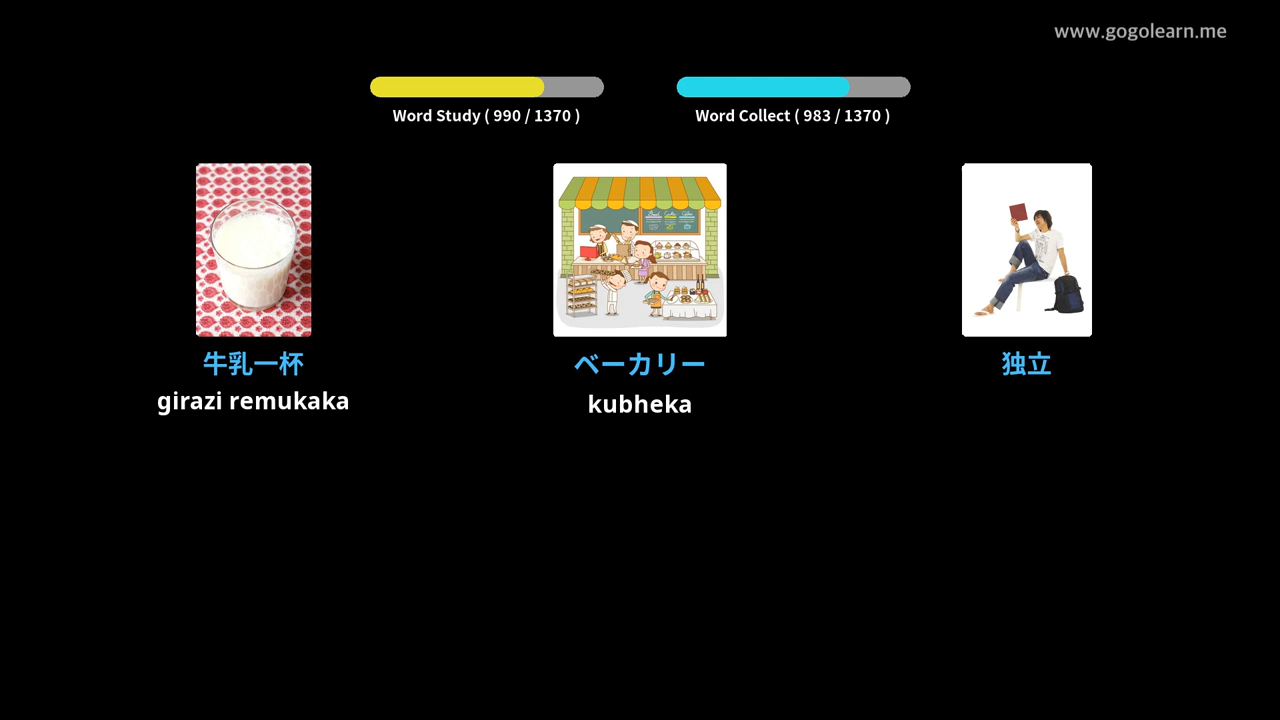 www.gogolearn.me
Word Study ( 990 / 1370 )
Word Collect ( 983 / 1370 )
牛乳一杯
girazi remukaka
ベーカリー
kubheka
独立